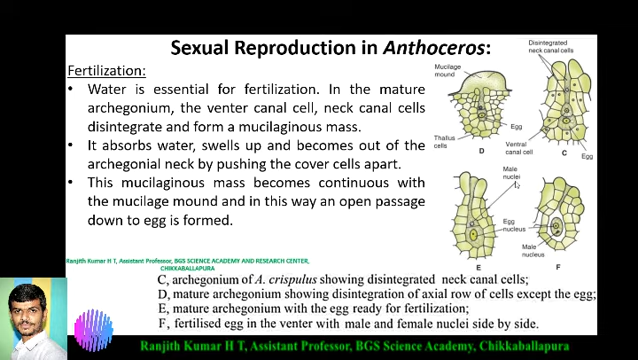 Sexual Reproduction in Anthoceros:
Fertilization:
• Water is essential for fertilization. In the mature
archegonium, the venter canal cell, neck canal cells
disintegrate and form a mucilaginous mass.
• It absorbs water, swells up and becomes out of the
archegonial neck by pushing the cover cells apart.
• This mucilaginous mass becomes continuous with
the mucilage mound and in this way an open passage
down to egg is formed.
Disintegrated
neck canal cells
Mucilage
mound
Egg
Thallus
cells
Ventral
canal cell
D
C
Egg
Male
nuclei
Egg
nucleus
Male
nucleus
E
F
Ranjith Kumar H T, Assistant Professor, BGS SCIENCE ACADEMY AND RESEARCH CENTER,
CHIKKABALLAPURA
C, archegonium of A. crispulus showing disintegrated neck canal cells;
D, mature archegonium showing disintegration of axial row of cells except the egg;
E, mature archegonium with the egg ready for fertilization;
F, fertilised egg in the venter with male and female nuclei side by side.
Ranjith Kumar H T, Assistant Professor, BGS Science Academy, Chikkaballapura